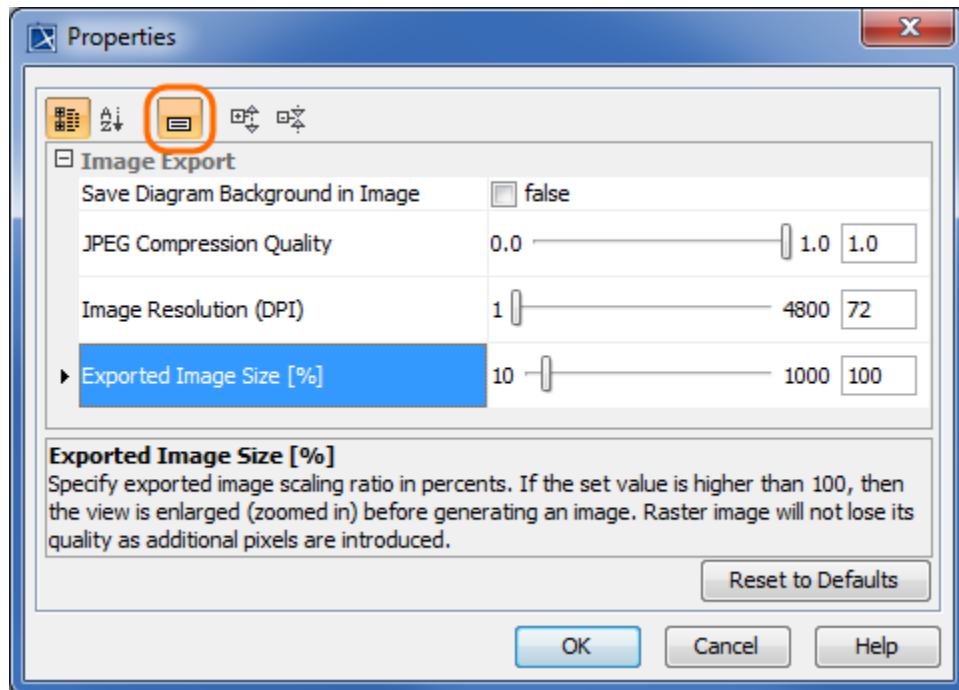 Properties
Image Export
Save Diagram Background in Image false
JPEG Compression Quality 0.0 1.0 1.0
Image Resolution (DPI) 1 4800 72
Exported Image Size [%] 10 1000 100
Exported Image Size [%]
Specify exported image scaling ratio in percents. If the set value is higher than 100, then
the view is enlarged (zoomed in) before generating an image. Raster image will not lose its
quality as additional pixels are introduced.
Reset to Defaults
OK Cancel Help